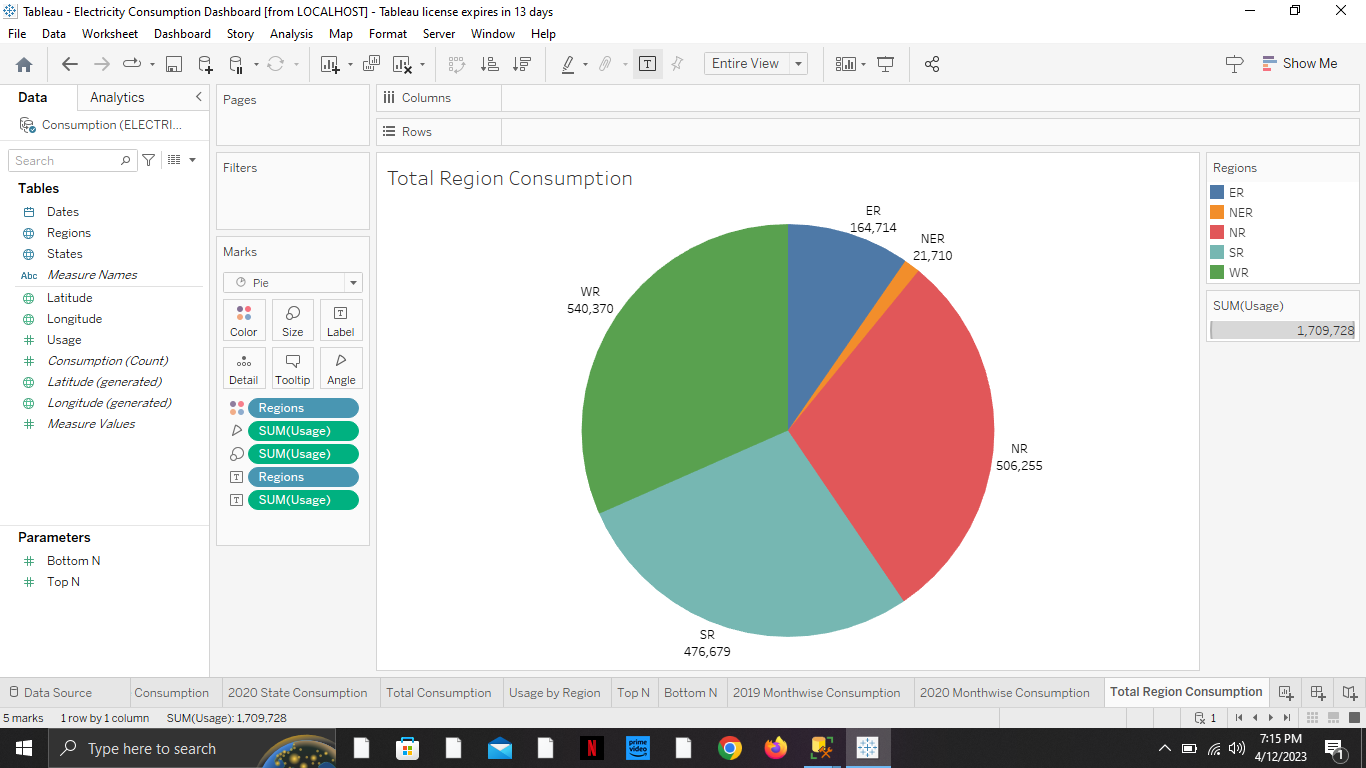 Tableau - Electricity Consumption Dashboard [from LOCALHOST] - Tableau license expires in 13 days
File Data Worksheet Dashboard Story Analysis Map Format Server Window Help
Entire View
Show Me
Data Analytics
Consumption (ELECTRI...
Search
Tables
Dates
Regions
States
Abc Measure Names
Latitude
Longitude
Usage
Consumption (Count)
Latitude (generated)
Longitude (generated)
Measure Values
Parameters
Bottom N
Top N
Pages
Filters
Marks
Pie
Color Size Label
Detail Tooltip Angle
Regions
SUM(Usage)
SUM(Usage)
Regions
SUM(Usage)
Columns
Rows
Total Region Consumption
ER
164,714
NER
21,710
WR
540,370
NR
506,255
SR
476,679
Regions
ER
NER
NR
SR
WR
SUM(Usage)
1,709,728
Data Source Consumption 2020 State Consumption Total Consumption Usage by Region Top N Bottom N 2019 Monthwise Consumption 2020 Monthwise Consumption Total Region Consumption
5 marks 1 row by 1 column SUM(Usage): 1,709,728 1
Type here to search
prime video
7:15 PM
4/12/2023
1